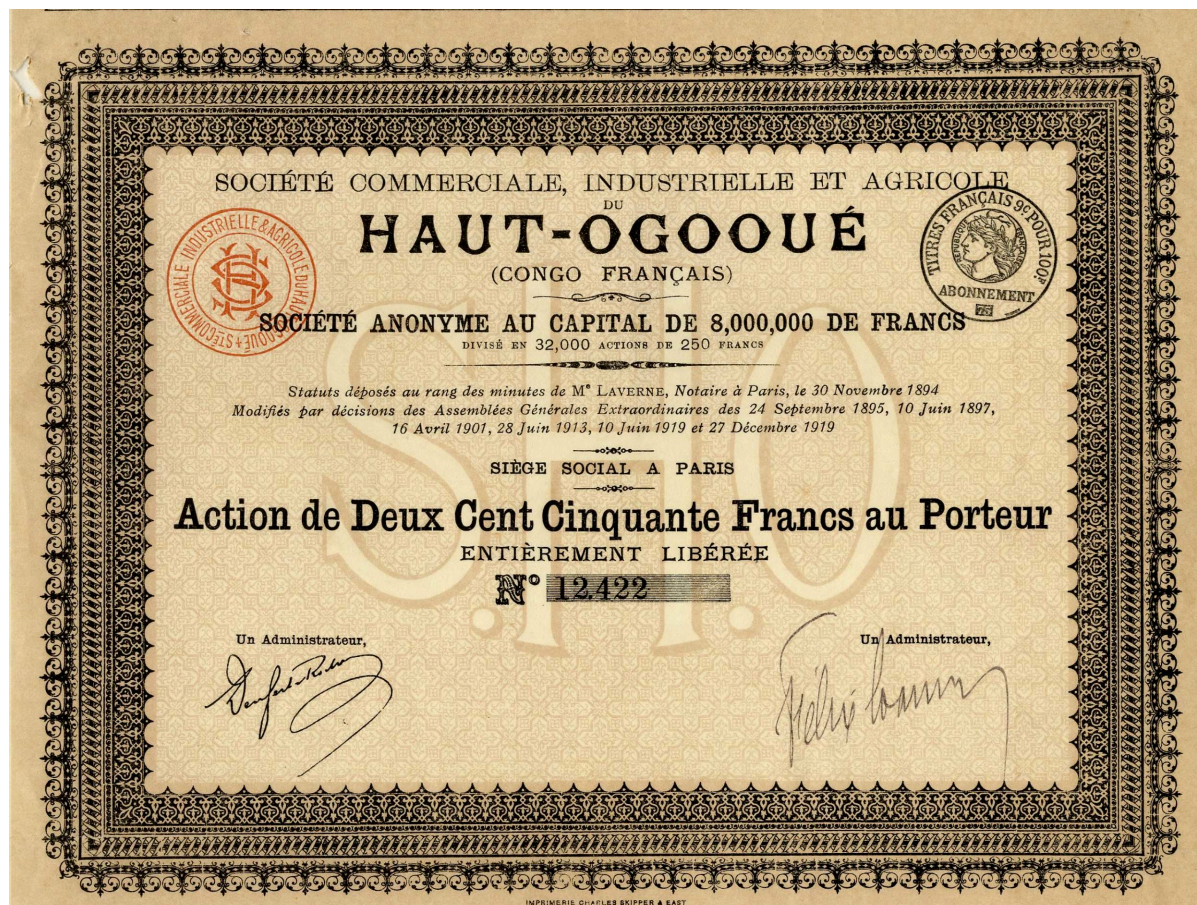 SOCIÉTÉ COMMERCIALE, INDUSTRIELLE ET AGRICOLE
DU
HAUT-OGOOUÉ
(CONGO FRANÇAIS)
STÉ COMMERCIALE INDUSTRIELLE & AGRICOLE DU HAUT OGOOUÉ
TITRES FRANÇAIS 9c POUR 100F
RÉPUBLIQUE FRANÇAISE
ABONNEMENT
75
SOCIÉTÉ ANONYME AU CAPITAL DE 8,000,000 DE FRANCS
DIVISÉ EN 32,000 ACTIONS DE 250 FRANCS
Statuts déposés au rang des minutes de Me LAVERNE, Notaire à Paris, le 30 Novembre 1894
Modifiés par décisions des Assemblées Générales Extraordinaires des 24 Septembre 1895, 10 Juin 1897,
16 Avril 1901, 28 Juin 1913, 10 Juin 1919 et 27 Décembre 1919
SIÈGE SOCIAL A PARIS
S.H.O
Action de Deux Cent Cinquante Francs au Porteur
ENTIÈREMENT LIBÉRÉE
No 12.422
Un Administrateur,
Un Administrateur,
IMPRIMERIE CHARLES SKIPPER & EAST